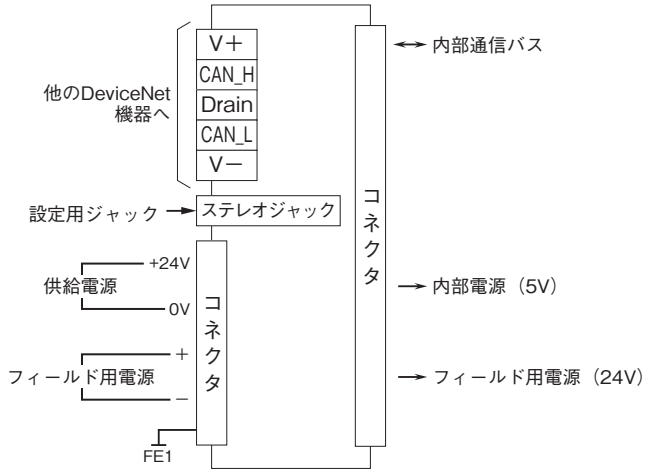 V+
CAN_H
Drain
CAN_L
V−
他のDeviceNet
機器へ
設定用ジャック
ステレオジャック
+24V
供給電源
0V
+
フィールド用電源
−
FE1
コネクタ
コネクタ
内部通信バス
内部電源（5V）
フィールド用電源（24V）